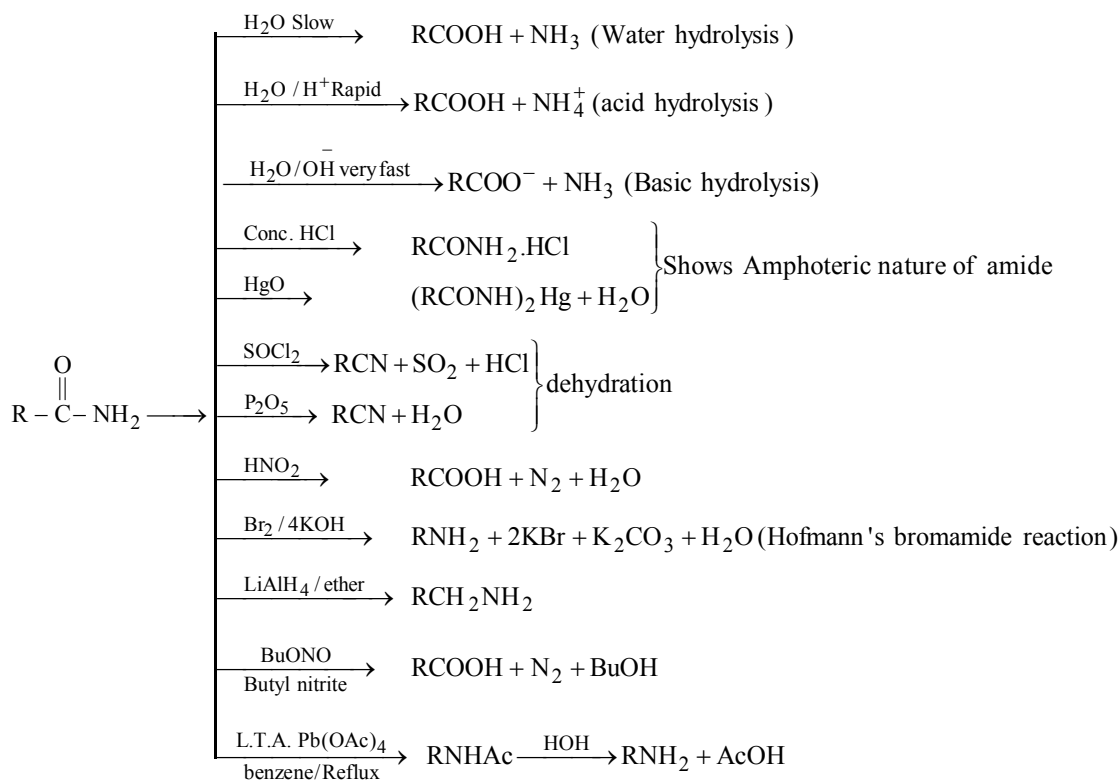 H₂O Slow
RCOOH + NH₃ (Water hydrolysis)
H₂O / H⁺ Rapid
RCOOH + NH₄⁺ (acid hydrolysis)
H₂O / OH⁻ very fast
RCOO⁻ + NH₃ (Basic hydrolysis)
Conc. HCl
RCONH₂.HCl
HgO
(RCONH)₂Hg + H₂O
Shows Amphoteric nature of amide
SOCl₂
RCN + SO₂ + HCl
P₂O₅
RCN + H₂O
dehydration
O
||
R – C – NH₂
HNO₂
RCOOH + N₂ + H₂O
Br₂ / 4KOH
RNH₂ + 2KBr + K₂CO₃ + H₂O (Hofmann's bromamide reaction)
LiAlH₄ / ether
RCH₂NH₂
BuONO
Butyl nitrite
RCOOH + N₂ + BuOH
L.T.A. Pb(OAc)₄
benzene/Reflux
RNHAc
HOH
RNH₂ + AcOH